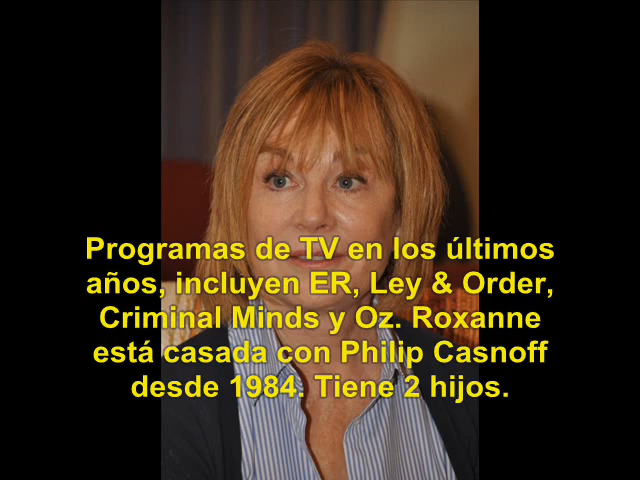 Programas de TV en los últimos
años, incluyen ER, Ley & Order,
Criminal Minds y Oz. Roxanne
está casada con Philip Casnoff
desde 1984. Tiene 2 hijos.